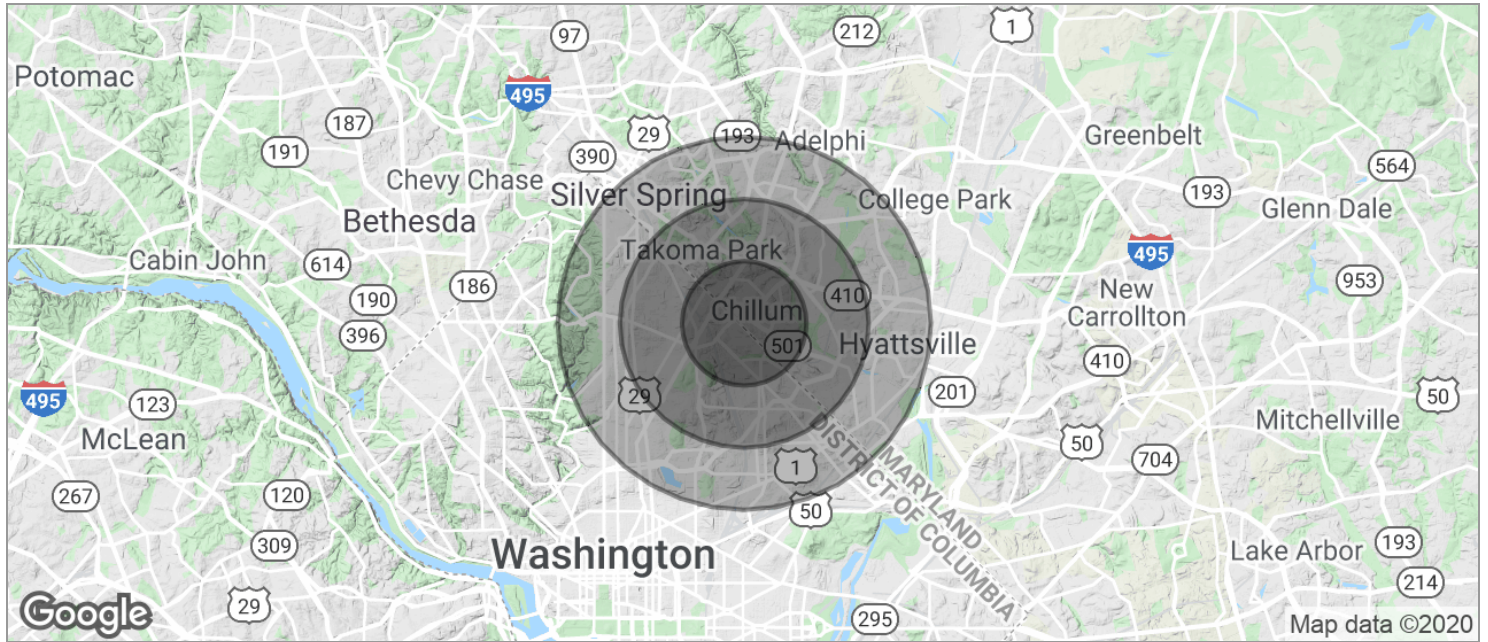 97
212
1
Potomac
495
187
29
193
Adelphi
Greenbelt
191
390
564
Chevy Chase
193
Silver Spring
College Park
Bethesda
Glenn Dale
Takoma Park
495
Cabin John
614
953
186
410
New
Carrollton
190
Chillum
396
501
Hyattsville
410
495
123
29
201
50
McLean
Mitchellville
50
704
1
267
120
50
MARYLAND
DISTRICT OF COLUMBIA
309
Washington
Lake Arbor
193
214
29
295
Google
Map data ©2020